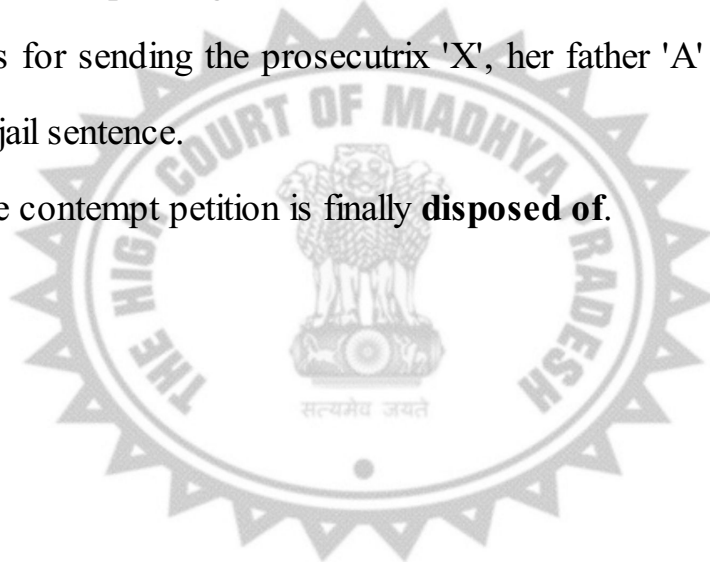 s for sending the prosecutrix 'X', her father 'A'
jail sentence.
e contempt petition is finally disposed of.
THE HIGH COURT OF MADHYA PRADESH
सत्यमेव जयते